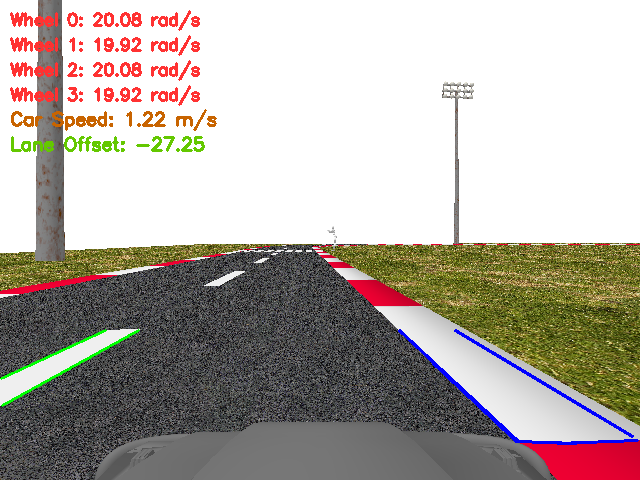 Wheel 0: 20.08 rad/s
Wheel 1: 19.92 rad/s
Wheel 2: 20.08 rad/s
Wheel 3: 19.92 rad/s
Car Speed: 1.22 m/s
Lane Offset: -27.25